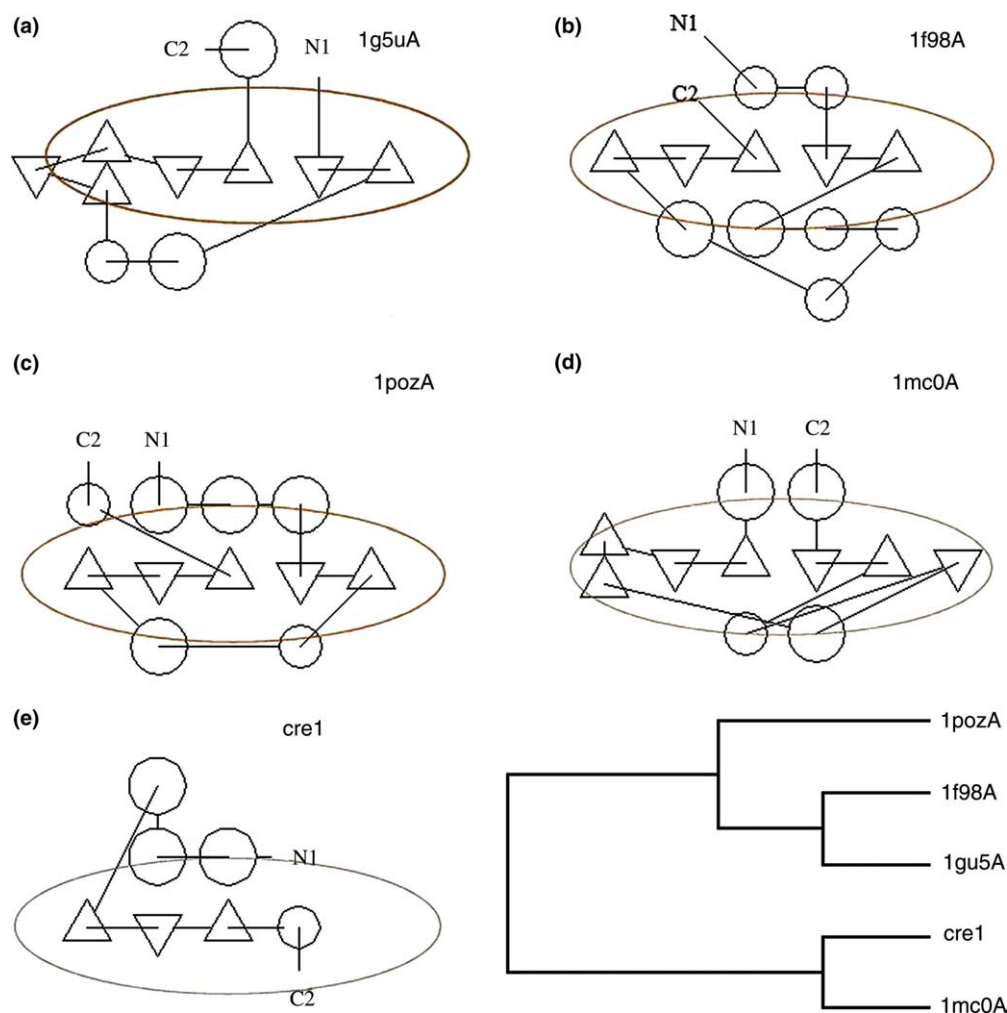 (a)
C2
N1
1g5uA
(b)
1f98A
N1
C2
(c)
1pozA
C2
N1
(d)
1mc0A
N1
C2
(e)
cre1
N1
C2
1pozA
1f98A
1gu5A
cre1
1mc0A